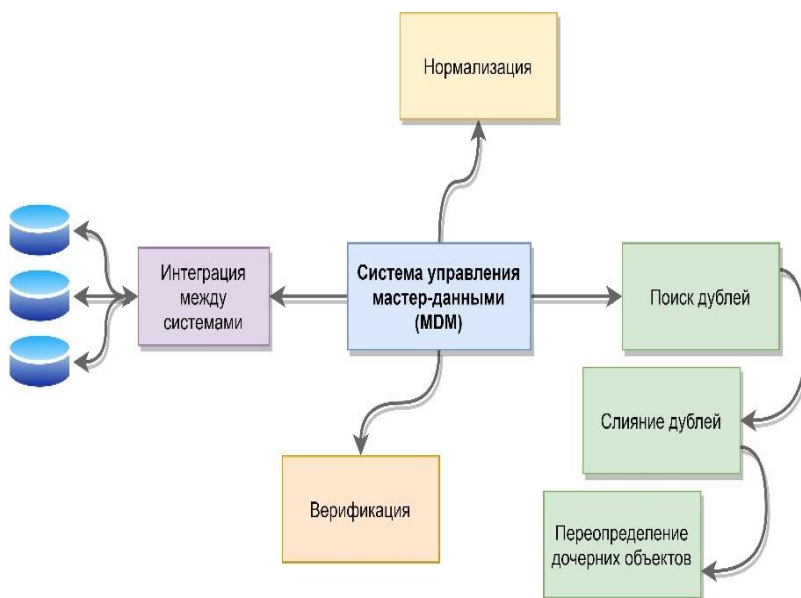 Нормализация
Интеграция
между
системами
Система управления
мастер-данными
(MDM)
Поиск дублей
Слияние дублей
Верификация
Переопределение
дочерних объектов